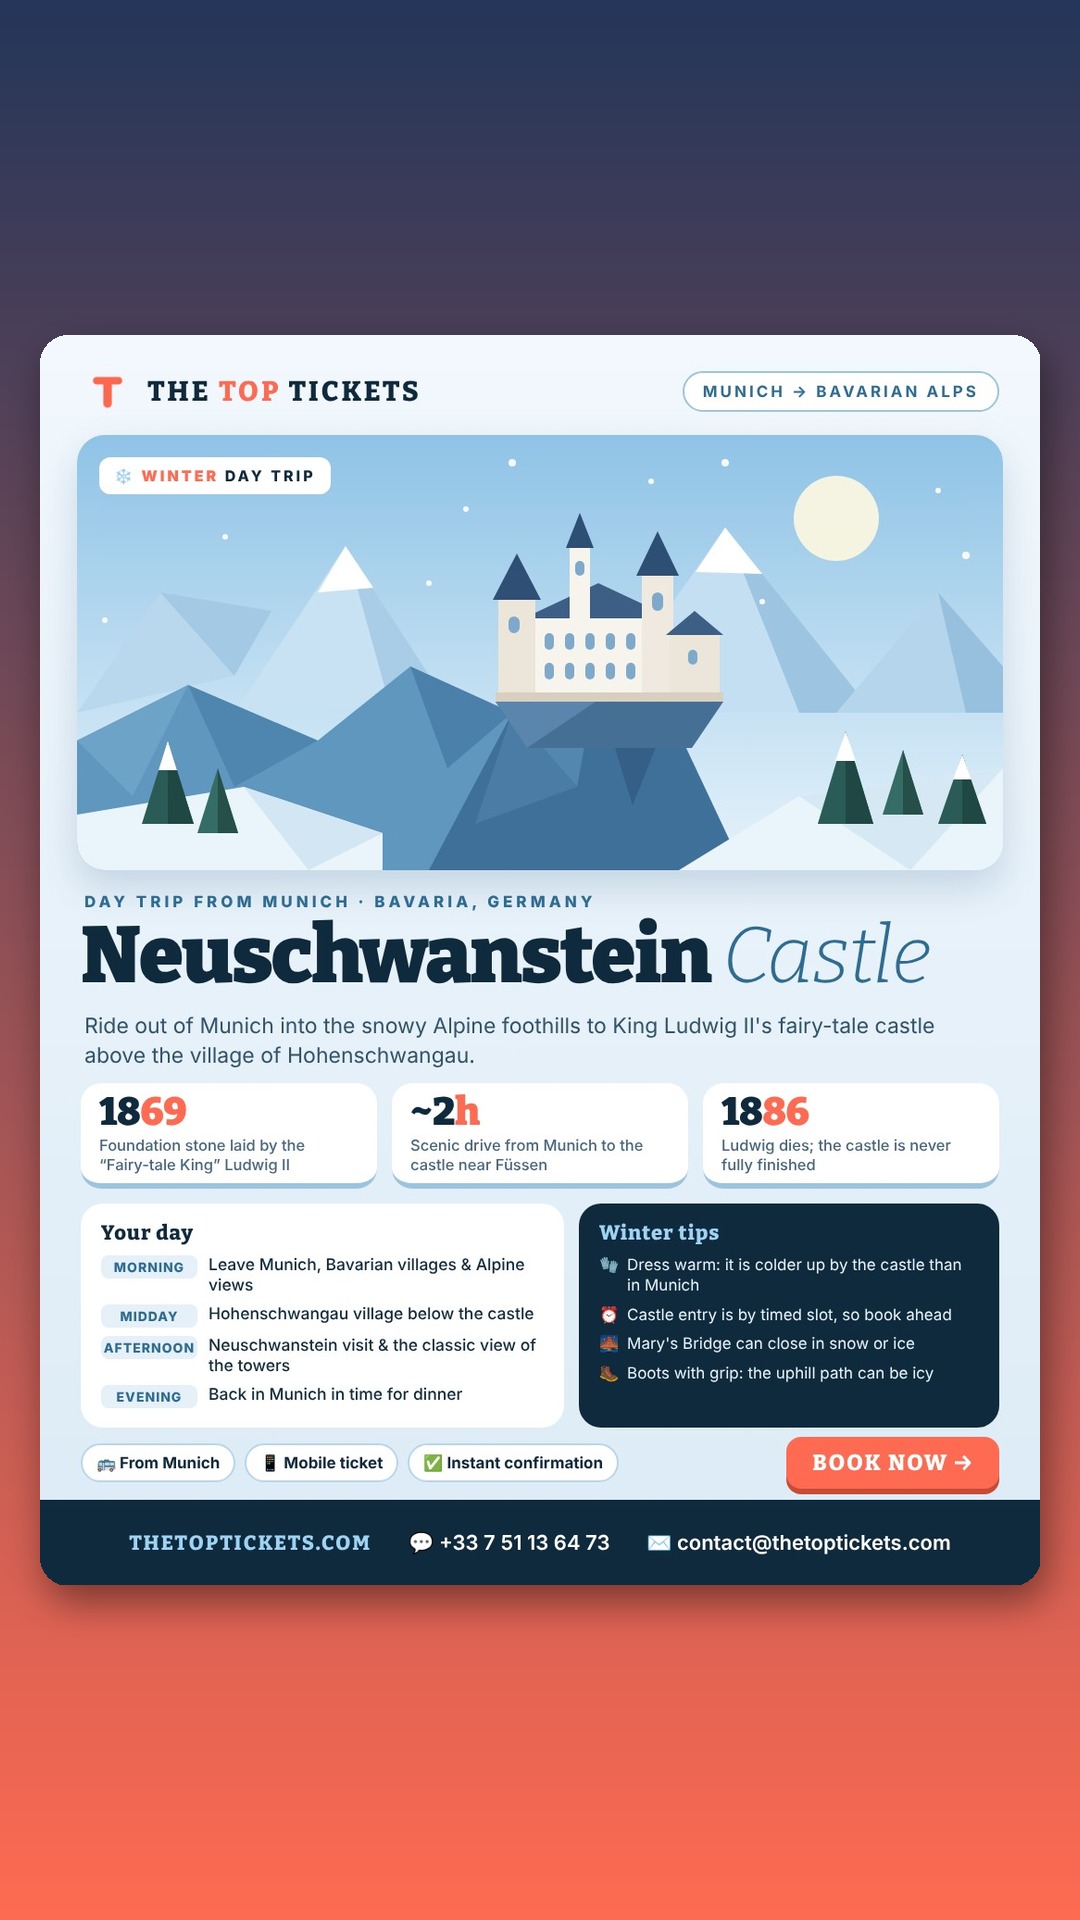 THE TOP TICKETS
MUNICH → BAVARIAN ALPS
❄️ WINTER DAY TRIP
DAY TRIP FROM MUNICH · BAVARIA, GERMANY
Neuschwanstein Castle
Ride out of Munich into the snowy Alpine foothills to King Ludwig II's fairy-tale castle
above the village of Hohenschwangau.
1869
Foundation stone laid by the
“Fairy-tale King” Ludwig II
~2h
Scenic drive from Munich to the
castle near Füssen
1886
Ludwig dies; the castle is never
fully finished
Your day
MORNING Leave Munich, Bavarian villages & Alpine
views
MIDDAY Hohenschwangau village below the castle
AFTERNOON Neuschwanstein visit & the classic view of
the towers
EVENING Back in Munich in time for dinner
Winter tips
🧤 Dress warm: it is colder up by the castle than
in Munich
⏰ Castle entry is by timed slot, so book ahead
🌉 Mary's Bridge can close in snow or ice
🥾 Boots with grip: the uphill path can be icy
🚌 From Munich
📱 Mobile ticket
✅ Instant confirmation
BOOK NOW →
THETOPTICKETS.COM 💬 +33 7 51 13 64 73 ✉️ contact@thetoptickets.com